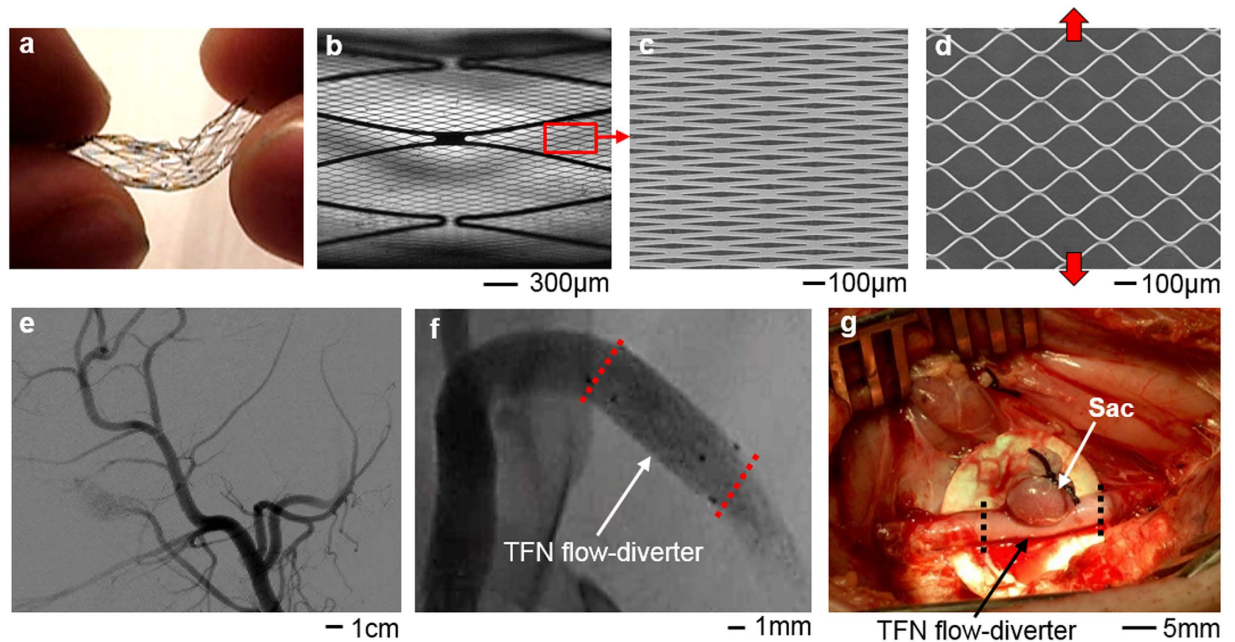 a
b
c
d
300µm
100µm
100µm
e
f
g
Sac
TFN flow-diverter
1cm
1mm
TFN flow-diverter
5mm